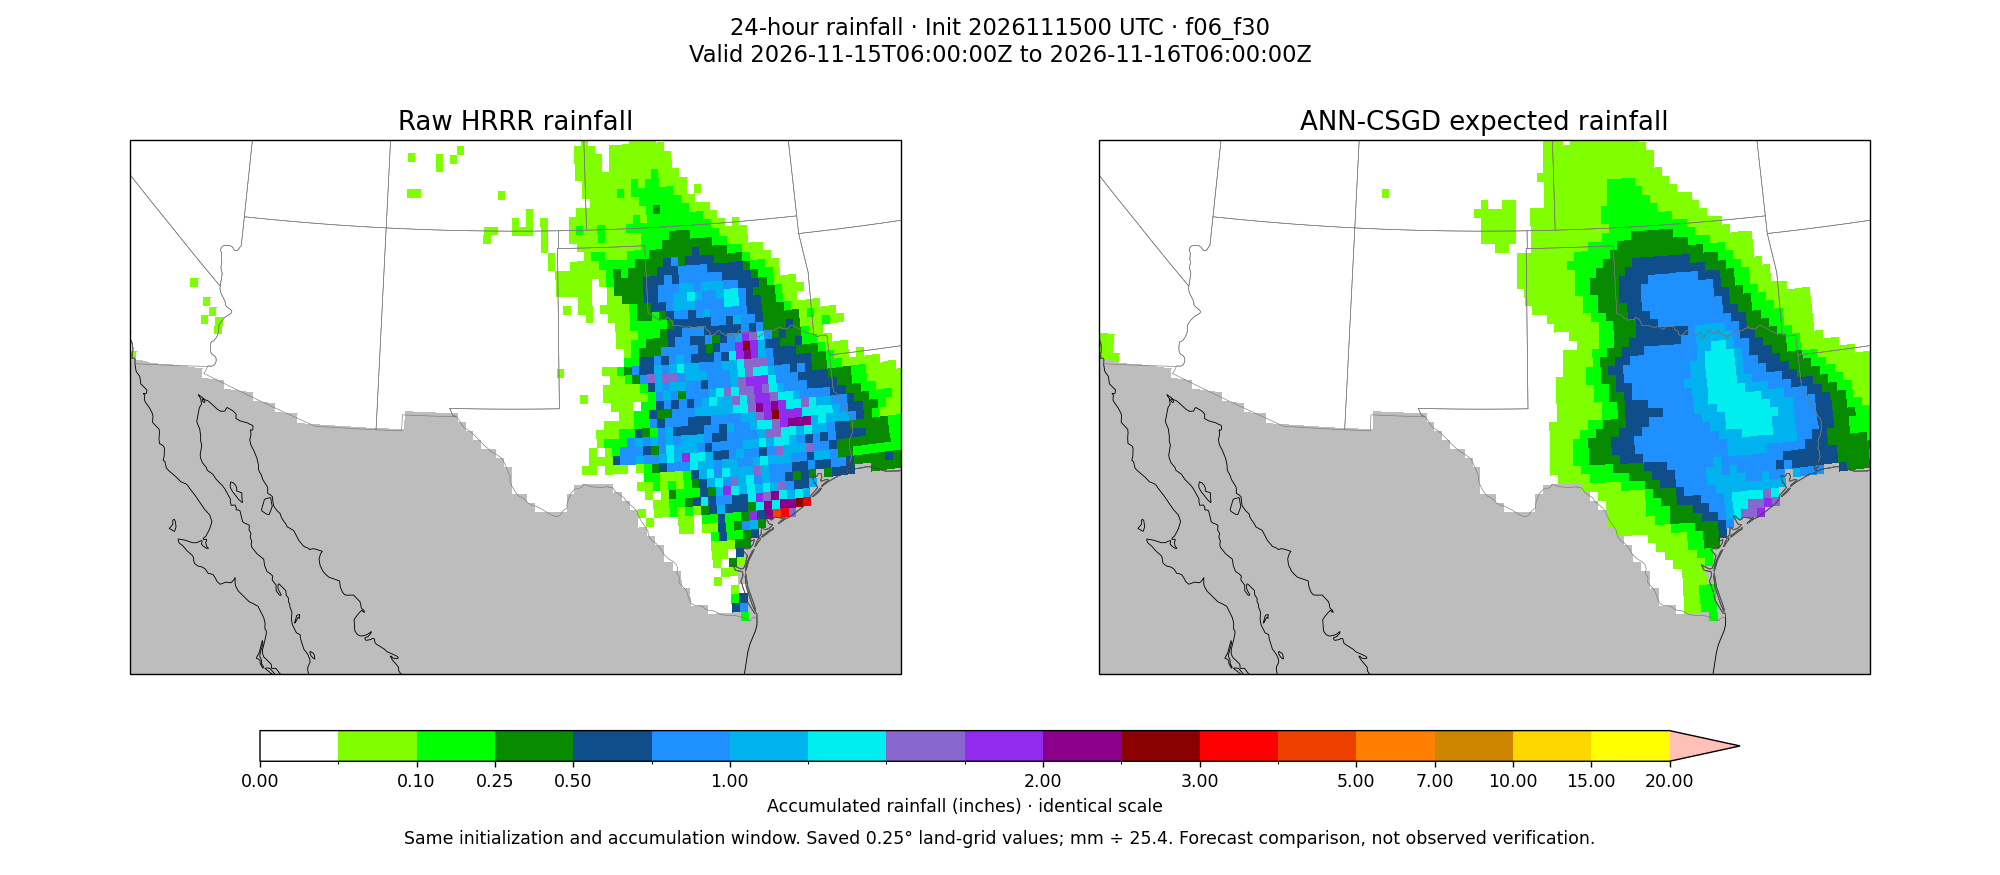 24-hour rainfall · Init 2026111500 UTC · f06_f30
Valid 2026-11-15T06:00:00Z to 2026-11-16T06:00:00Z
Raw HRRR rainfall
ANN-CSGD expected rainfall
0.00 0.10 0.25 0.50 1.00 2.00 3.00 5.00 7.00 10.00 15.00 20.00
Accumulated rainfall (inches) · identical scale
Same initialization and accumulation window. Saved 0.25° land-grid values; mm ÷ 25.4. Forecast comparison, not observed verification.